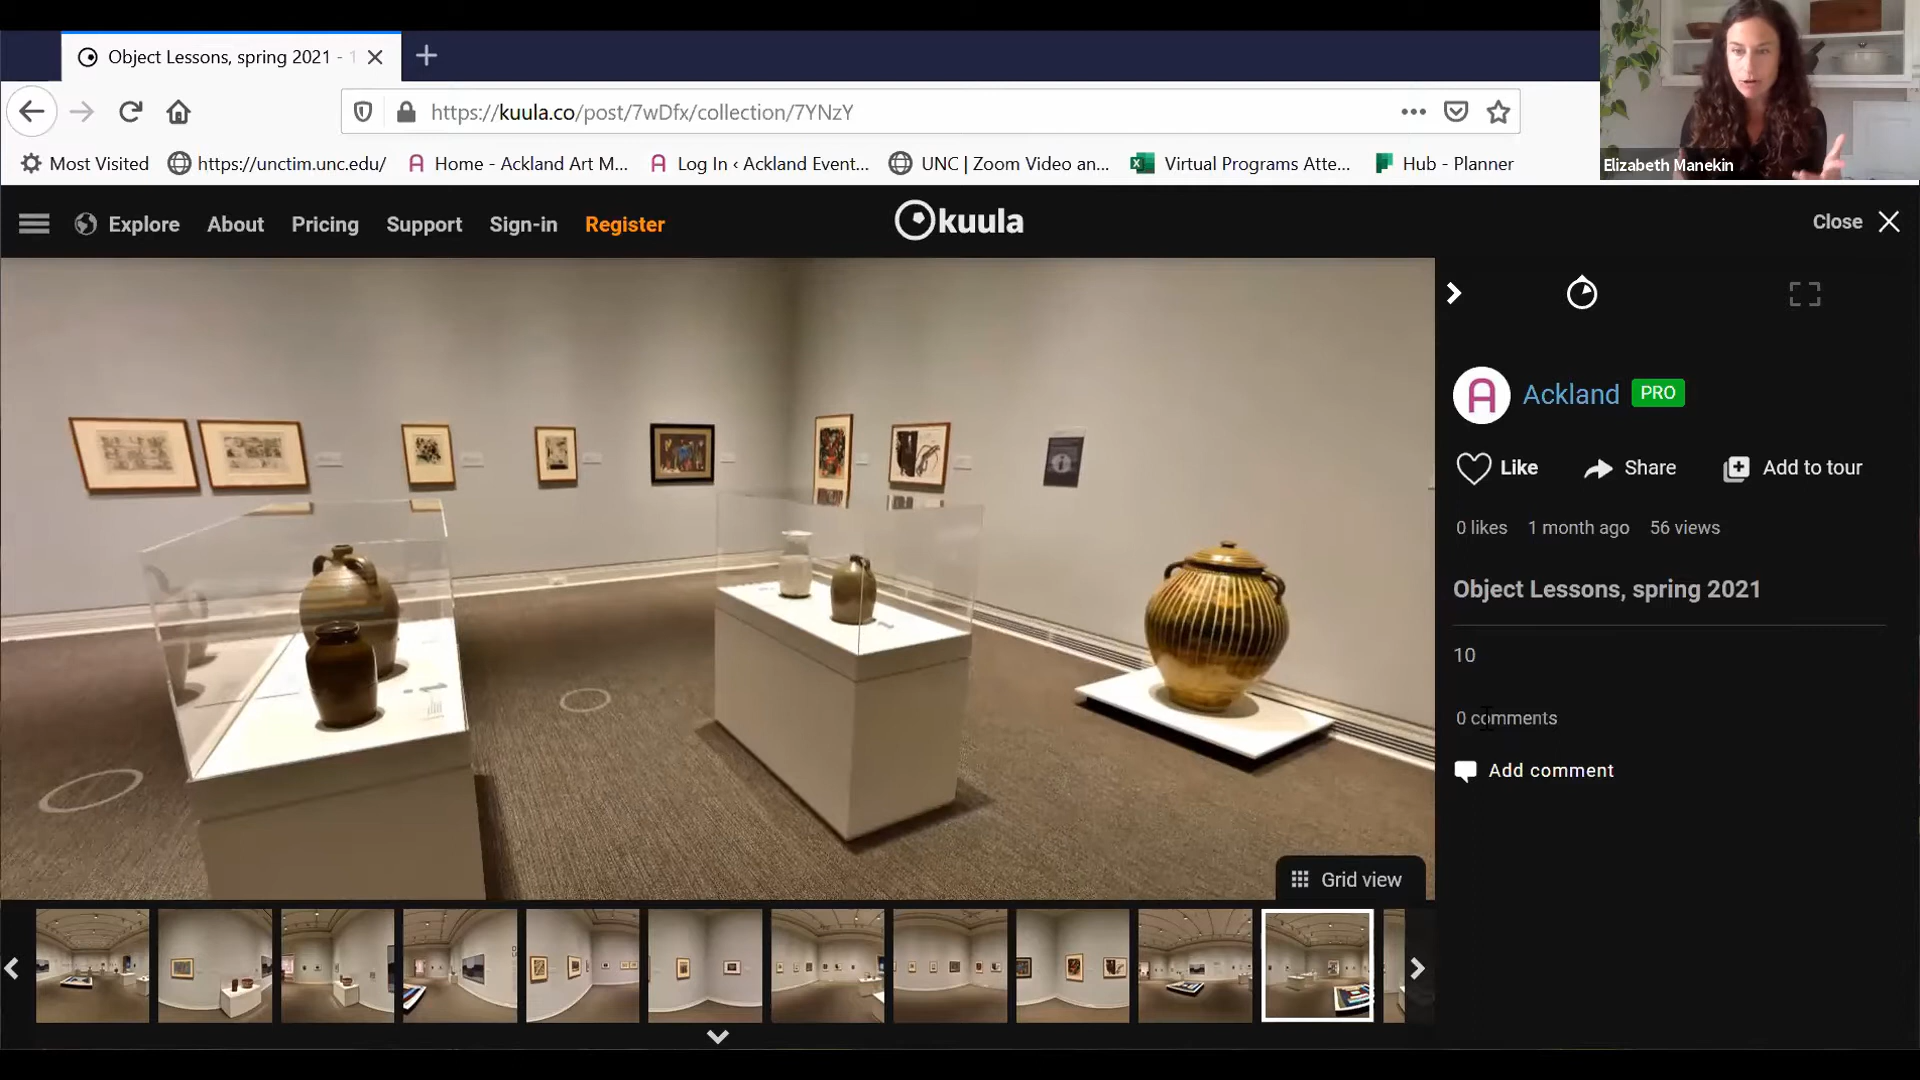 Object Lessons, spring 2021 - 1
https://kuula.co/post/7wDfx/collection/7YNzY
Elizabeth Manekin
Most Visited https://unctim.unc.edu/ Home - Ackland Art M... Log In ‹ Ackland Event... UNC | Zoom Video an... Virtual Programs Atte... Hub - Planner
Explore About Pricing Support Sign-in Register kuula Close
Ackland PRO
Like Share Add to tour
0 likes 1 month ago 56 views
Object Lessons, spring 2021
10
0 comments
Add comment
Grid view